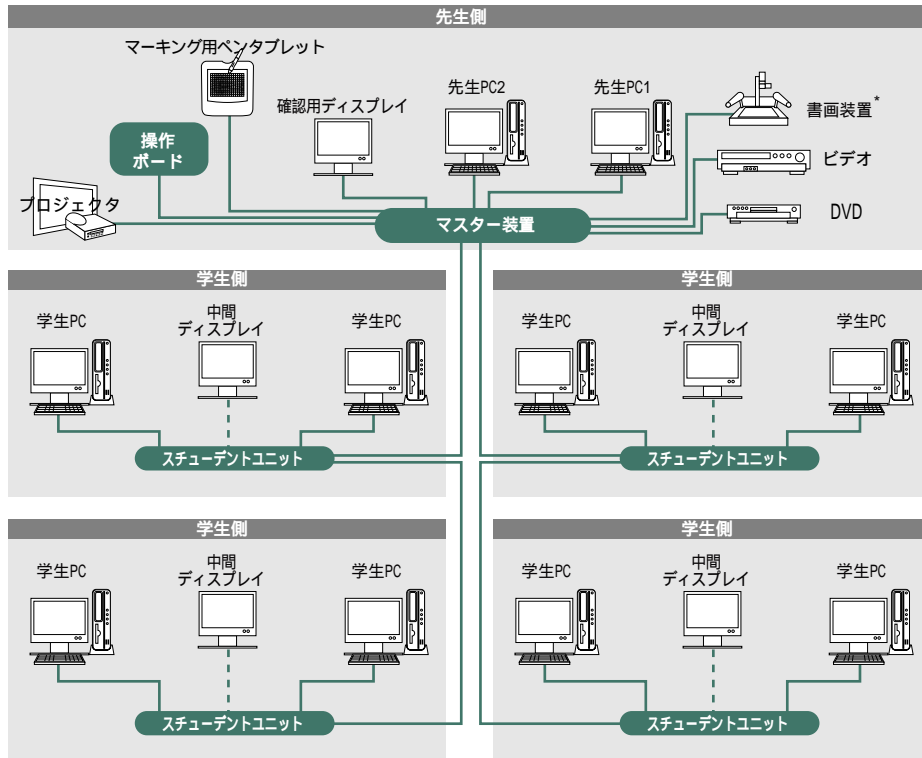 先生側
マーキング用ペンタブレット
確認用ディスプレイ
先生PC2
先生PC1
書画装置*
操作
ボード
ビデオ
プロジェクタ
DVD
マスター装置
学生側
学生PC
中間
ディスプレイ
学生PC
スチューデントユニット
学生側
学生PC
中間
ディスプレイ
学生PC
スチューデントユニット
学生側
学生PC
中間
ディスプレイ
学生PC
スチューデントユニット
学生側
学生PC
中間
ディスプレイ
学生PC
スチューデントユニット